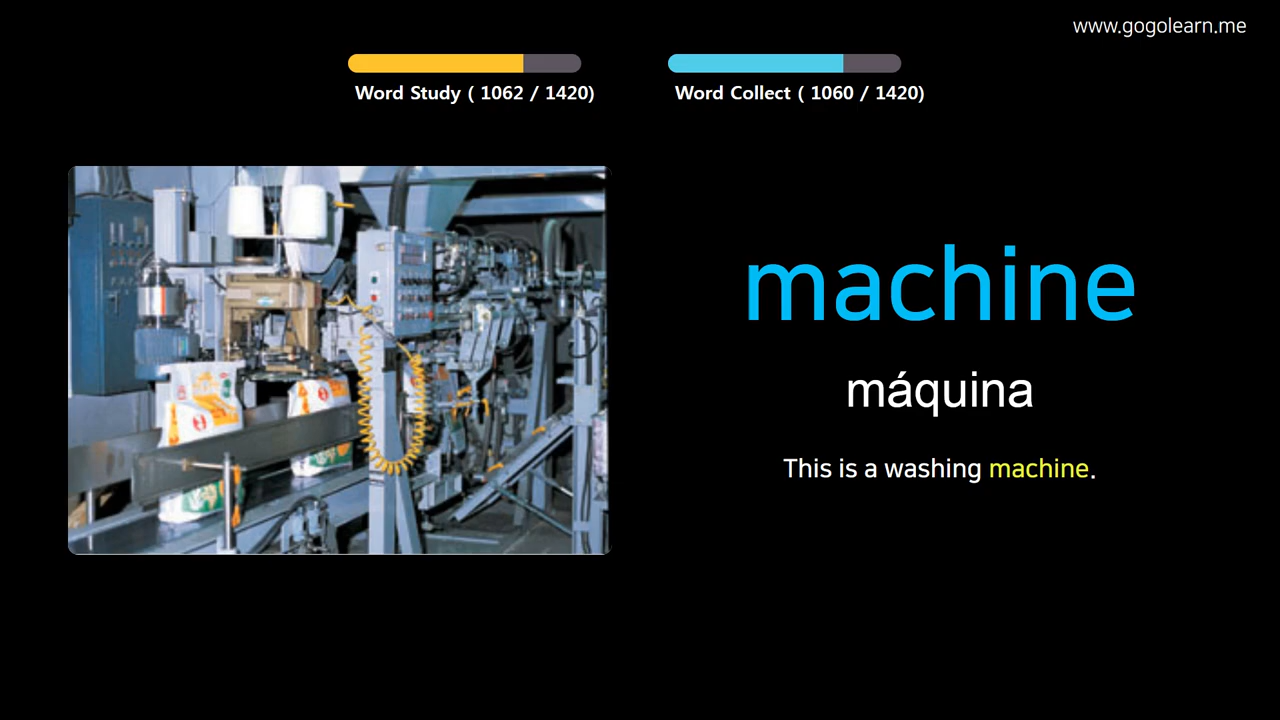 www.gogolearn.me
Word Study ( 1062 / 1420)
Word Collect ( 1060 / 1420)
machine
máquina
This is a washing machine.